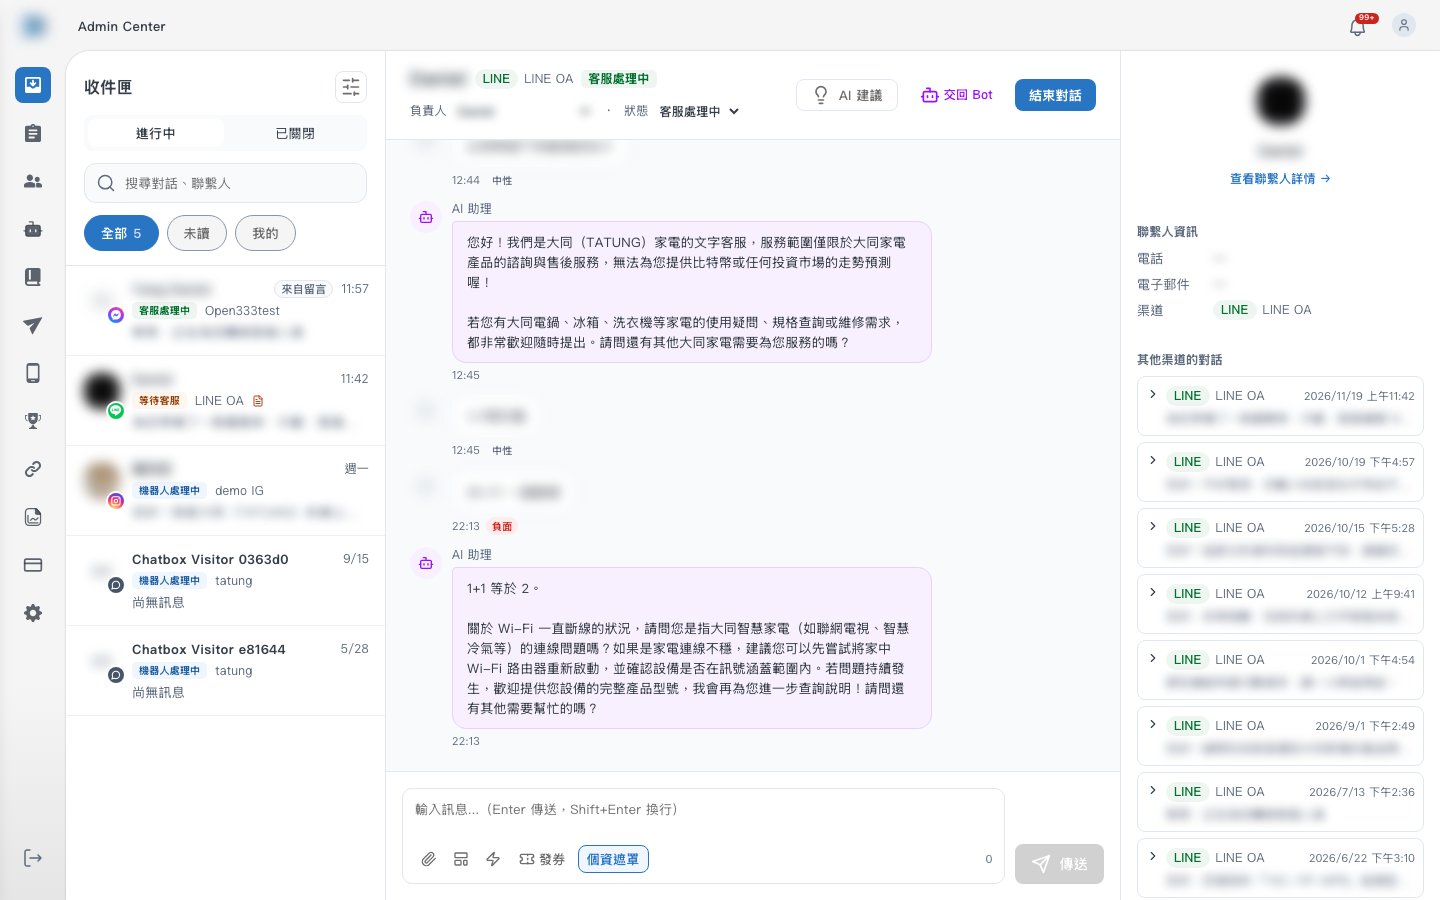 Admin Center
99+
收件匣
進行中
已關閉
搜尋對話、聯繫人
全部 5
未讀
我的
來自留言 11:57
客服處理中 Open333test
11:42
等待客服 LINE OA
週一
機器人處理中 demo IG
Chatbox Visitor 0363d0 9/15
機器人處理中 tatung
尚無訊息
Chatbox Visitor e81644 5/28
機器人處理中 tatung
尚無訊息
LINE LINE OA 客服處理中
負責人 · 狀態 客服處理中
AI 建議
交回 Bot
結束對話
12:44 中性
AI 助理
您好！我們是大同（TATUNG）家電的文字客服，服務範圍僅限於大同家電
產品的諮詢與售後服務，無法為您提供比特幣或任何投資市場的走勢預測
喔！
若您有大同電鍋、冰箱、洗衣機等家電的使用疑問、規格查詢或維修需求，
都非常歡迎隨時提出。請問還有其他大同家電需要為您服務的嗎？
12:45
12:45 中性
22:13 負面
AI 助理
1+1 等於 2。
關於 Wi-Fi 一直斷線的狀況，請問您是指大同智慧家電（如聯網電視、智慧
冷氣等）的連線問題嗎？如果是家電連線不穩，建議您可以先嘗試將家中
Wi-Fi 路由器重新啟動，並確認設備是否在訊號涵蓋範圍內。若問題持續發
生，歡迎提供您設備的完整產品型號，我會再為您進一步查詢說明！請問還
有其他需要幫忙的嗎？
22:13
輸入訊息...（Enter 傳送，Shift+Enter 換行）
發券
個資遮罩
0
傳送
查看聯繫人詳情 →
聯繫人資訊
電話
電子郵件
渠道 LINE LINE OA
其他渠道的對話
LINE LINE OA 2026/11/19 上午11:42
LINE LINE OA 2026/10/19 下午4:57
LINE LINE OA 2026/10/15 下午5:28
LINE LINE OA 2026/10/12 上午9:41
LINE LINE OA 2026/10/1 下午4:54
LINE LINE OA 2026/9/1 下午2:49
LINE LINE OA 2026/7/13 下午2:36
LINE LINE OA 2026/6/22 下午3:10